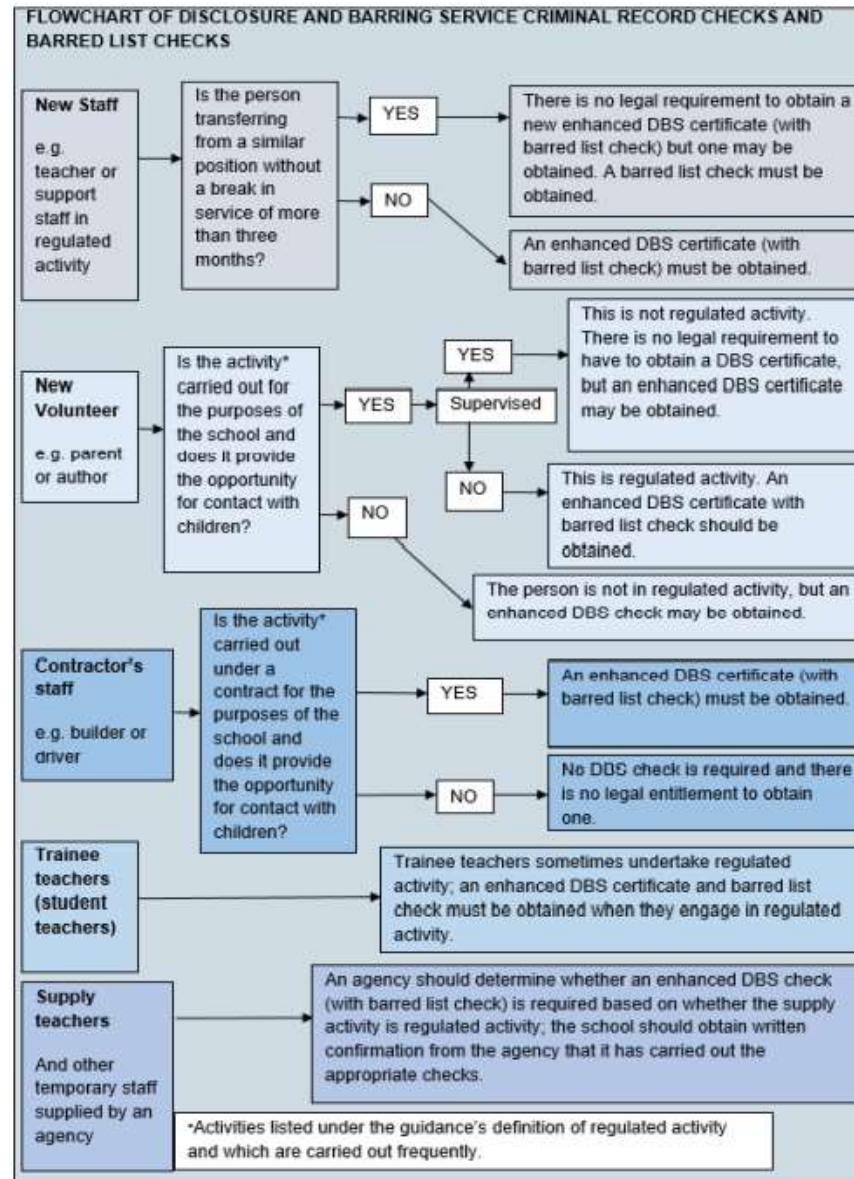 FLOWCHART OF DISCLOSURE AND BARRING SERVICE CRIMINAL RECORD CHECKS AND
BARRED LIST CHECKS
New Staff
e.g.
teacher or
support
staff in
regulated
activity
Is the person
transferring
from a similar
position without
a break in
service of more
than three
months?
YES
There is no legal requirement to obtain a
new enhanced DBS certificate (with
barred list check) but one may be
obtained. A barred list check must be
obtained.
NO
An enhanced DBS certificate (with
barred list check) must be obtained.
New
Volunteer
e.g. parent
or author
Is the activity*
carried out for
the purposes of
the school and
does it provide
the opportunity
for contact with
children?
YES
Supervised
YES
This is not regulated activity.
There is no legal requirement to
have to obtain a DBS certificate,
but an enhanced DBS certificate
may be obtained.
NO
This is regulated activity. An
enhanced DBS certificate with
barred list check should be
obtained.
NO
The person is not in regulated activity, but an
enhanced DBS check may be obtained.
Contractor's
staff
e.g. builder or
driver
Is the activity*
carried out
under a
contract for the
purposes of the
school and
does it provide
the opportunity
for contact with
children?
YES
An enhanced DBS certificate (with
barred list check) must be obtained.
NO
No DBS check is required and there
is no legal entitlement to obtain
one.
Trainee
teachers
(student
teachers)
Trainee teachers sometimes undertake regulated
activity; an enhanced DBS certificate and barred list
check must be obtained when they engage in regulated
activity.
Supply
teachers
And other
temporary staff
supplied by an
agency
An agency should determine whether an enhanced DBS check
(with barred list check) is required based on whether the supply
activity is regulated activity; the school should obtain written
confirmation from the agency that it has carried out the
appropriate checks.
*Activities listed under the guidance's definition of regulated activity
and which are carried out frequently.